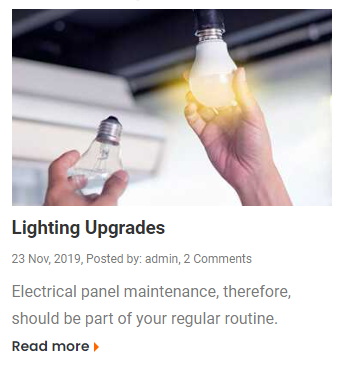 Lighting Upgrades
23 Nov, 2019, Posted by: admin, 2 Comments
Electrical panel maintenance, therefore,
should be part of your regular routine.
Read more